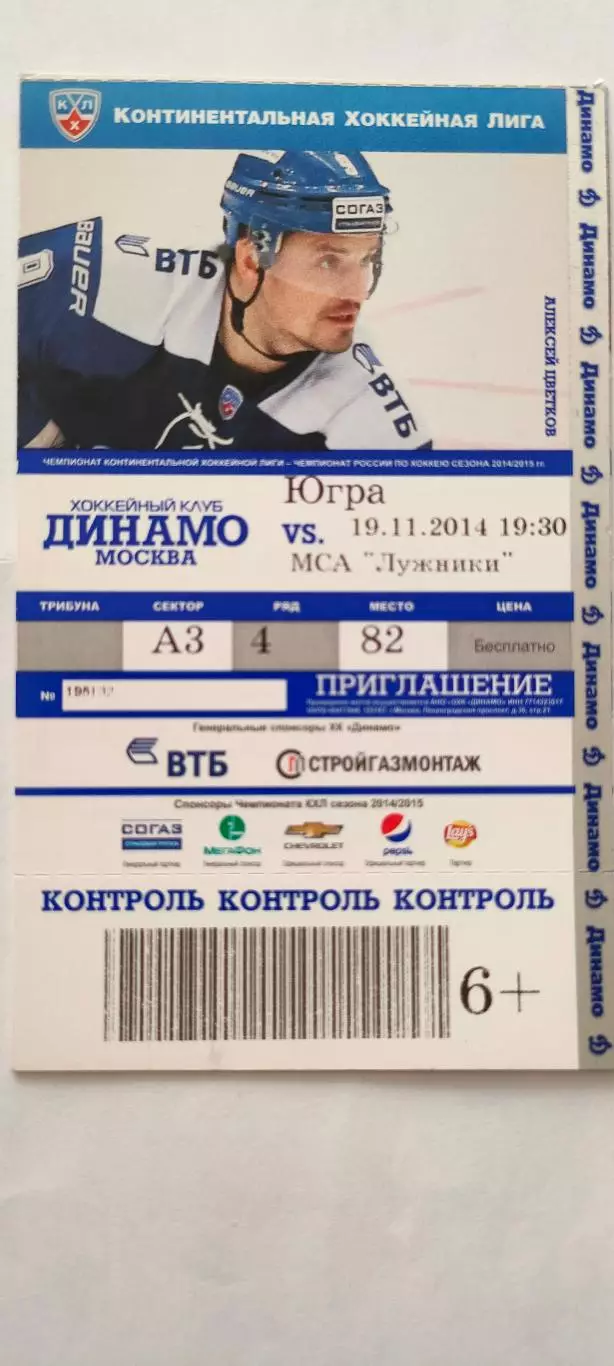 КХЛ
КОНТИНЕНТАЛЬНАЯ ХОККЕЙНАЯ ЛИГА
BAUER
СОГАЗ
BAUER
ВТБ
9
ВТБ
АЛЕКСЕЙ ЦВЕТКОВ
ЧЕМПИОНАТ КОНТИНЕНТАЛЬНОЙ ХОККЕЙНОЙ ЛИГИ – ЧЕМПИОНАТ РОССИИ ПО ХОККЕЮ СЕЗОНА 2014/2015 гг.
ХОККЕЙНЫЙ КЛУБ
ДИНАМО
МОСКВА
VS.
Югра
19.11.2014 19:30
МСА "Лужники"
ТРИБУНА СЕКТОР РЯД МЕСТО ЦЕНА
А3 4 82 Бесплатно
№
ПРИГЛАШЕНИЕ
Генеральные спонсоры ХК «Динамо»
ВТБ СТРОЙГАЗМОНТАЖ
Спонсоры Чемпионата КХЛ сезона 2014/2015
СОГАЗ МЕГАФОН CHEVROLET pepsi Lay's
КОНТРОЛЬ КОНТРОЛЬ КОНТРОЛЬ
6+
Динамо Динамо Динамо Динамо Динамо Динамо Динамо Динамо